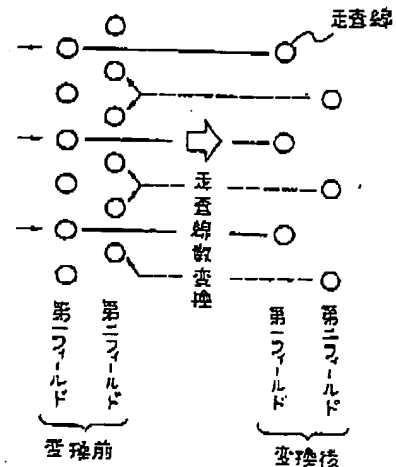 走査線
走査線数変換
第一フィールド
第二フィールド
第一フィールド
第二フィールド
変換前
変換後